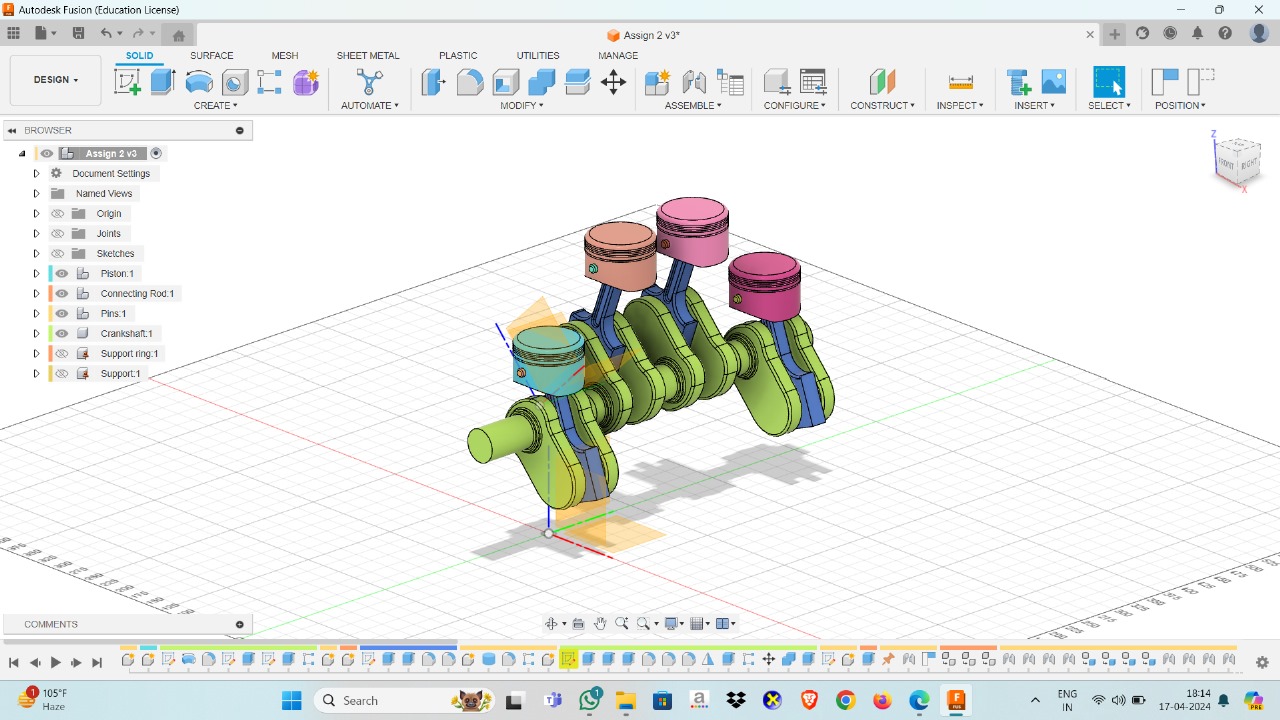 Autodesk Fusion (Education License)
Assign 2 v3*
SOLID SURFACE MESH SHEET METAL PLASTIC UTILITIES MANAGE
DESIGN
CREATE AUTOMATE MODIFY ASSEMBLE CONFIGURE CONSTRUCT INSPECT INSERT SELECT POSITION
BROWSER
Assign 2 v3
Document Settings
Named Views
Origin
Joints
Sketches
Piston:1
Connecting Rod:1
Pins:1
Crankshaft:1
Support ring:1
Support:1
Z
FRONT RIGHT
X
COMMENTS
1
105°F
Haze
Search
1
ENG
IN
18:14
17-04-2024